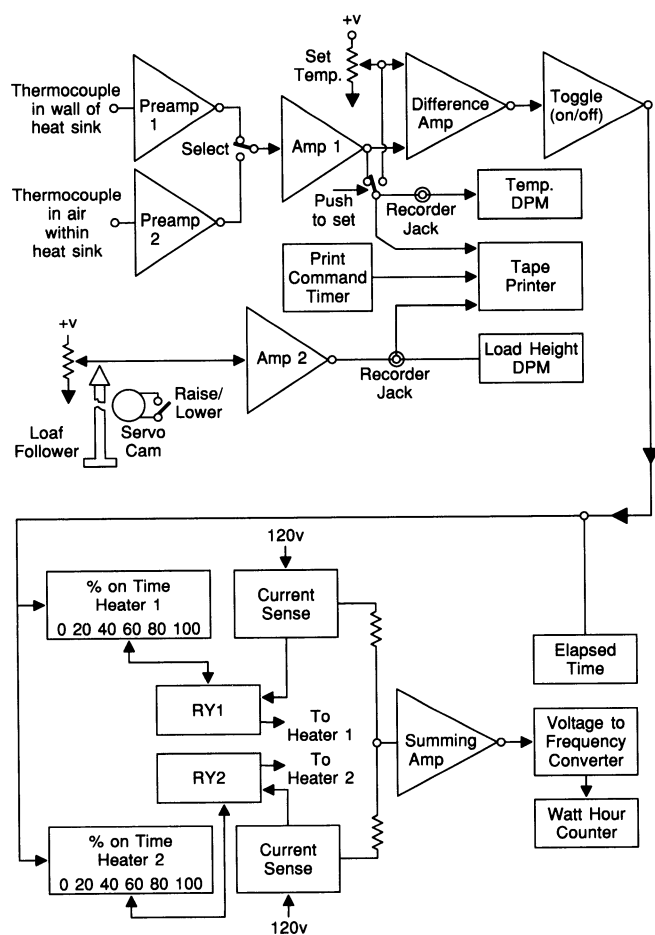 +v
Set
Temp.
Thermocouple
in wall of
heat sink
Preamp
1
Select
Amp 1
Difference
Amp
Toggle
(on/off)
Thermocouple
in air
within
heat sink
Preamp
2
Push
to set
Recorder
Jack
Temp.
DPM
Print
Command
Timer
Tape
Printer
+v
Amp 2
Recorder
Jack
Load Height
DPM
Raise/
Lower
Loaf
Follower
Servo
Cam
120v
% on Time
Heater 1
0 20 40 60 80 100
Current
Sense
Elapsed
Time
RY1
To
Heater 1
Summing
Amp
Voltage to
Frequency
Converter
RY2
To
Heater 2
Watt Hour
Counter
% on Time
Heater 2
0 20 40 60 80 100
Current
Sense
120v